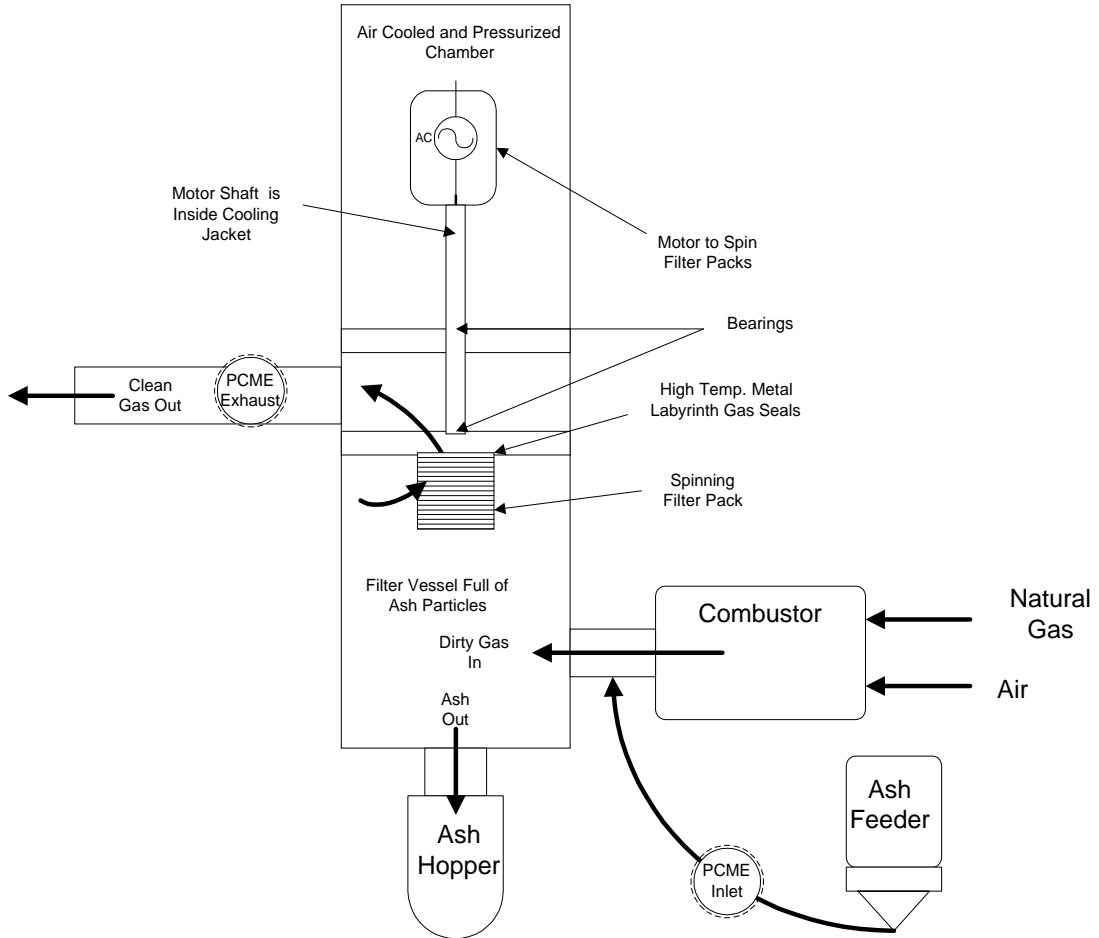 Air Cooled and Pressurized
Chamber
AC
Motor Shaft is
Inside Cooling
Jacket
Motor to Spin
Filter Packs
Bearings
Clean
Gas Out
PCME
Exhaust
High Temp. Metal
Labyrinth Gas Seals
Spinning
Filter Pack
Filter Vessel Full of
Ash Particles
Combustor
Natural
Gas
Dirty Gas
In
Air
Ash
Out
Ash
Feeder
Ash
Hopper
PCME
Inlet